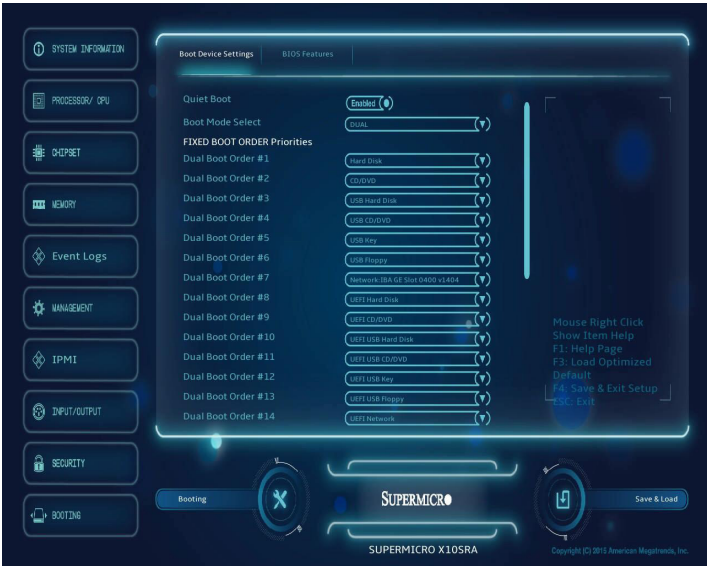 SYSTEM INFORMATION
PROCESSOR/ CPU
CHIPSET
MEMORY
Event Logs
MANAGEMENT
IPMI
INPUT/OUTPUT
SECURITY
BOOTING
Boot Device Settings
BIOS Features
Quiet Boot Enabled
Boot Mode Select DUAL
FIXED BOOT ORDER Priorities
Dual Boot Order #1 Hard Disk
Dual Boot Order #2 CD/DVD
Dual Boot Order #3 USB Hard Disk
Dual Boot Order #4 USB CD/DVD
Dual Boot Order #5 USB Key
Dual Boot Order #6 USB Floppy
Dual Boot Order #7 Network:IBA GE Slot 0400 v1404
Dual Boot Order #8 UEFI Hard Disk
Dual Boot Order #9 UEFI CD/DVD
Dual Boot Order #10 UEFI USB Hard Disk
Dual Boot Order #11 UEFI USB CD/DVD
Dual Boot Order #12 UEFI USB Key
Dual Boot Order #13 UEFI USB Floppy
Dual Boot Order #14 UEFI Network
Mouse Right Click
Show Item Help
F1: Help Page
F3: Load Optimized
Default
F4: Save & Exit Setup
ESC: Exit
Booting
SUPERMICRO
Save & Load
SUPERMICRO X10SRA
Copyright (C) 2015 American Megatrends, Inc.